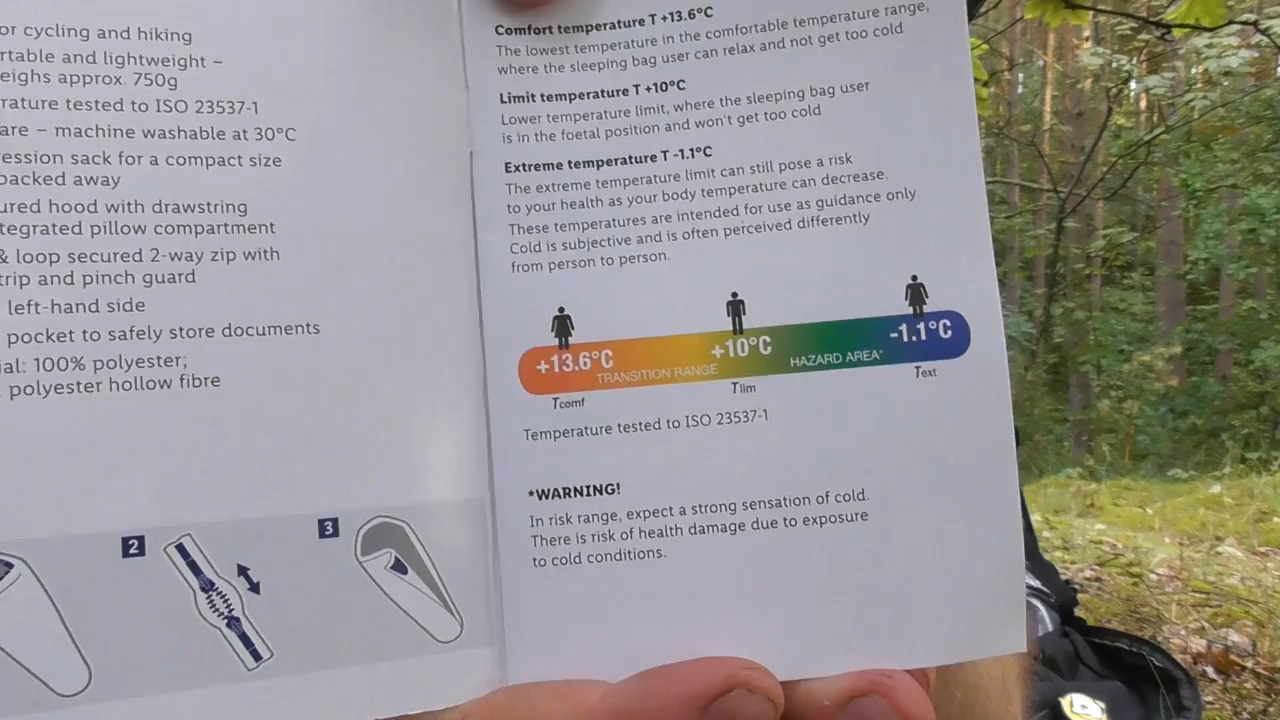 or cycling and hiking
rtable and lightweight –
eighs approx. 750g
rature tested to ISO 23537-1
are – machine washable at 30°C
ession sack for a compact size
packed away
ured hood with drawstring
tegrated pillow compartment
& loop secured 2-way zip with
trip and pinch guard
left-hand side
pocket to safely store documents
ial: 100% polyester;
polyester hollow fibre
2
3
Comfort temperature T +13.6°C
The lowest temperature in the comfortable temperature range,
where the sleeping bag user can relax and not get too cold
Limit temperature T +10°C
Lower temperature limit, where the sleeping bag user
is in the foetal position and won't get too cold
Extreme temperature T -1.1°C
The extreme temperature limit can still pose a risk
to your health as your body temperature can decrease.
These temperatures are intended for use as guidance only.
Cold is subjective and is often perceived differently
from person to person.
+13.6°C +10°C -1.1°C
TRANSITION RANGE HAZARD AREA*
Tcomf Tlim Text
Temperature tested to ISO 23537-1
*WARNING!
In risk range, expect a strong sensation of cold.
There is risk of health damage due to exposure
to cold conditions.